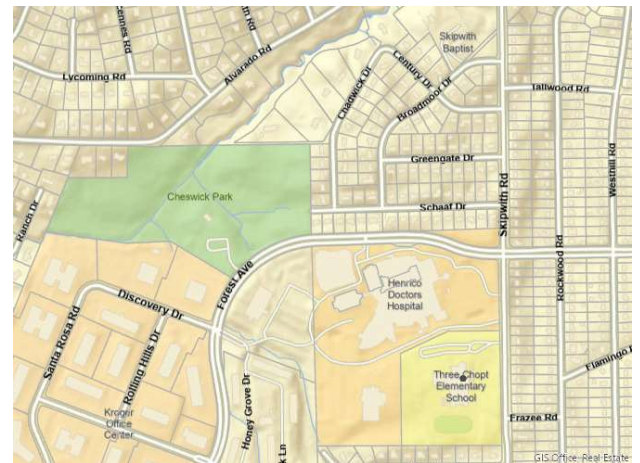 cennes Rd
Lycoming Rd
Alvarado Rd
Skipwith
Baptist
Century Dr
Chadwick Dr
Broadmoor Dr
Tallwood Rd
Greengate Dr
Westhill Rd
Cheswick Park
Schaaf Dr
Skipwith Rd
Ranch Dr
Forest Ave
Rockwood Rd
Henrico
Doctors
Hospital
Discovery Dr
Santa Rosa Rd
Rolling Hills Dr
Three Chopt
Elementary
School
Flamingo R
Honey Grove Dr
Kroger
Office
Center
k Ln
Frazee Rd
GIS Office, Real Estate